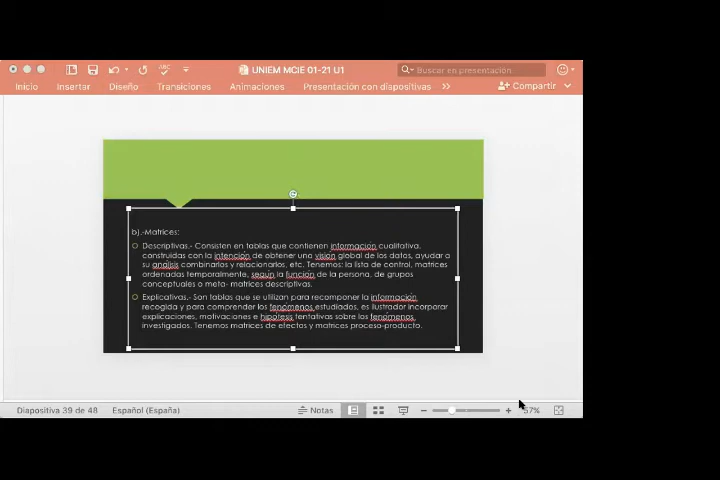 ABC
UNIEM MCIE 01-21 U1
Buscar en presentación
Inicio Insertar Diseño Transiciones Animaciones Presentación con diapositivas Compartir
b).-Matrices:
Descriptivas.- Consisten en tablas que contienen información cualitativa,
construidas con la intención de obtener una visión global de los datos, ayudar a
su análisis combinarlos y relacionarlos, etc. Tenemos: la lista de control, matrices
ordenadas temporalmente, según la función de la persona, de grupos
conceptuales o meta- matrices descriptivas.
Explicativas.- Son tablas que se utilizan para recomponer la información
recogida y para comprender los fenómenos estudiados, es ilustrador incorporar
explicaciones, motivaciones e hipótesis tentativas sobre los fenómenos
investigados. Tenemos matrices de efectos y matrices proceso-producto.
Diapositiva 39 de 48 Español (España) Notas 57%